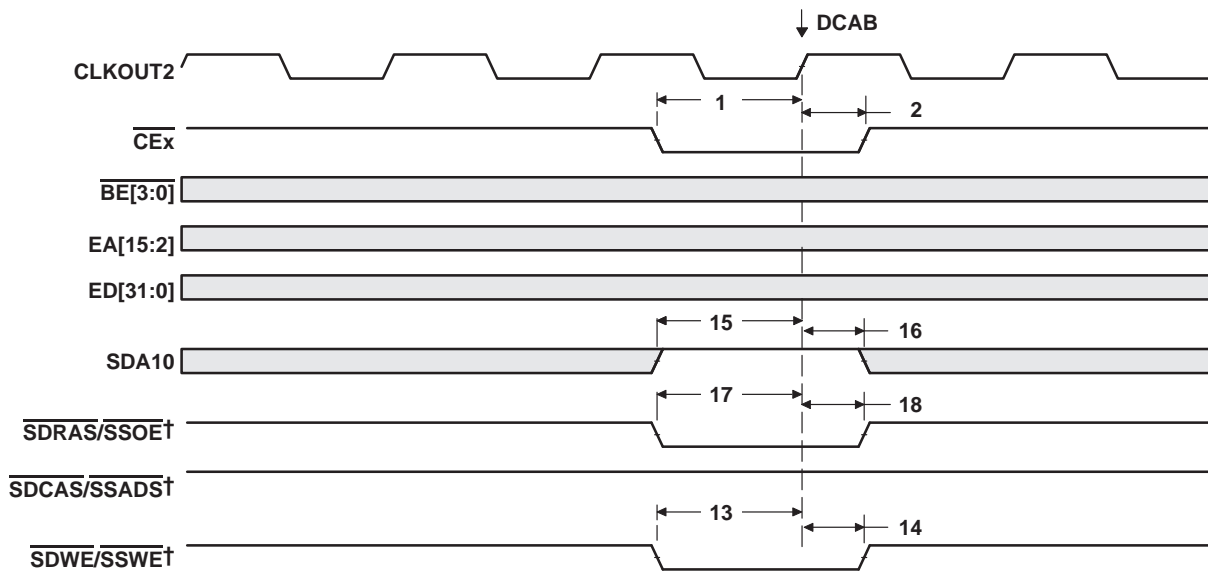 DCAB
CLKOUT2
1
2
CEx
BE[3:0]
EA[15:2]
ED[31:0]
15
16
SDA10
17
18
SDRAS/SSOE†
SDCAS/SSADS†
13
14
SDWE/SSWE†